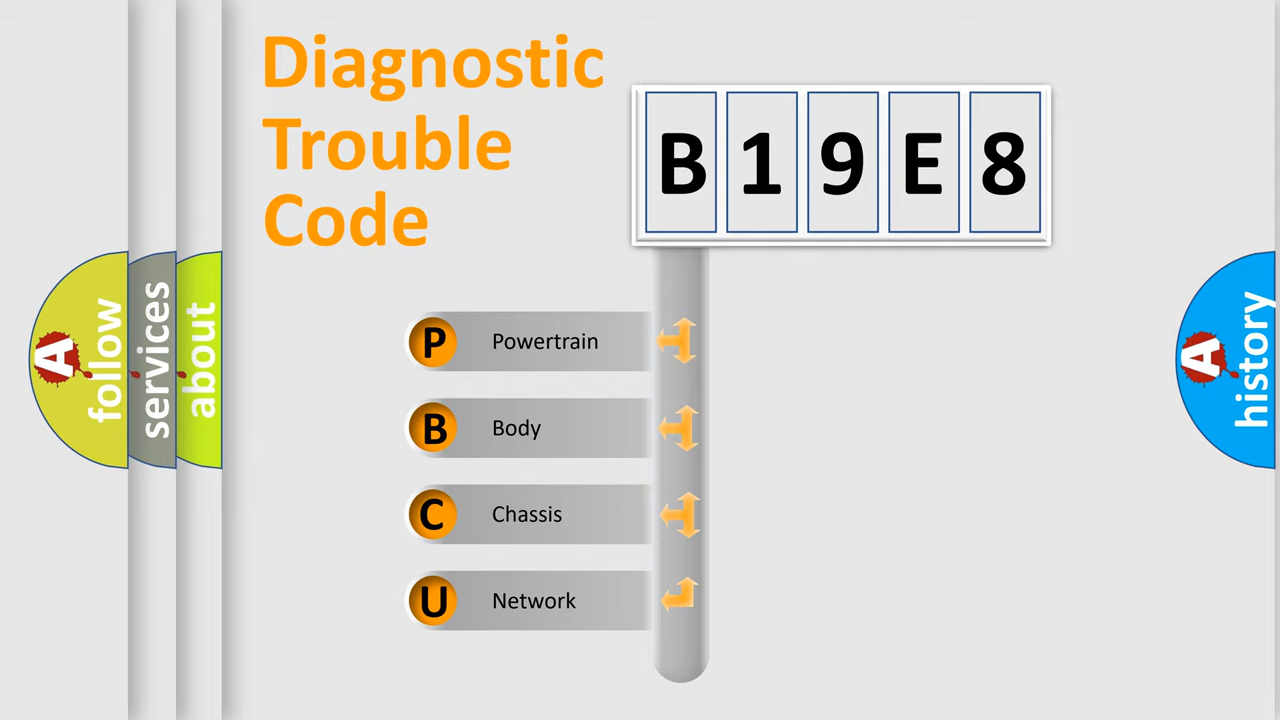 Diagnostic
Trouble
Code
B 1 9 E 8
P Powertrain
B Body
C Chassis
U Network
A follow
services
about
A history